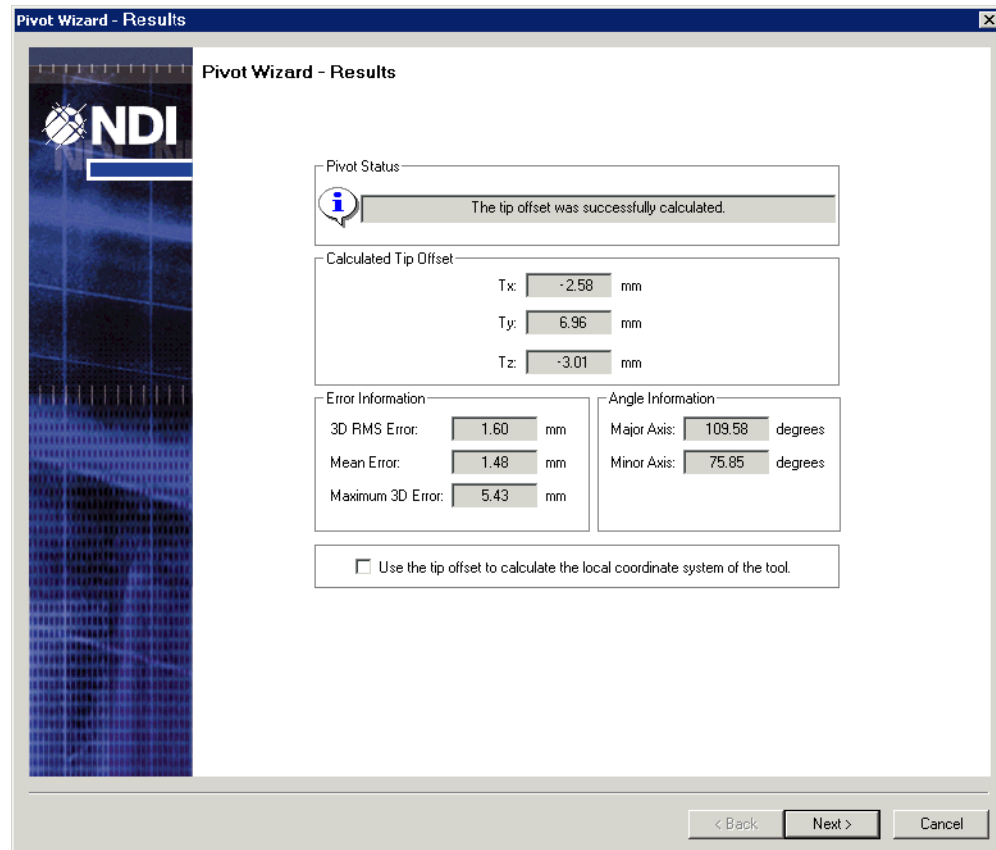 Pivot Wizard - Results
Pivot Wizard - Results
NDI
Pivot Status
The tip offset was successfully calculated.
Calculated Tip Offset
Tx: -2.58 mm
Ty: 6.96 mm
Tz: -3.01 mm
Error Information
3D RMS Error: 1.60 mm
Mean Error: 1.48 mm
Maximum 3D Error: 5.43 mm
Angle Information
Major Axis: 109.58 degrees
Minor Axis: 75.85 degrees
Use the tip offset to calculate the local coordinate system of the tool.
< Back Next > Cancel